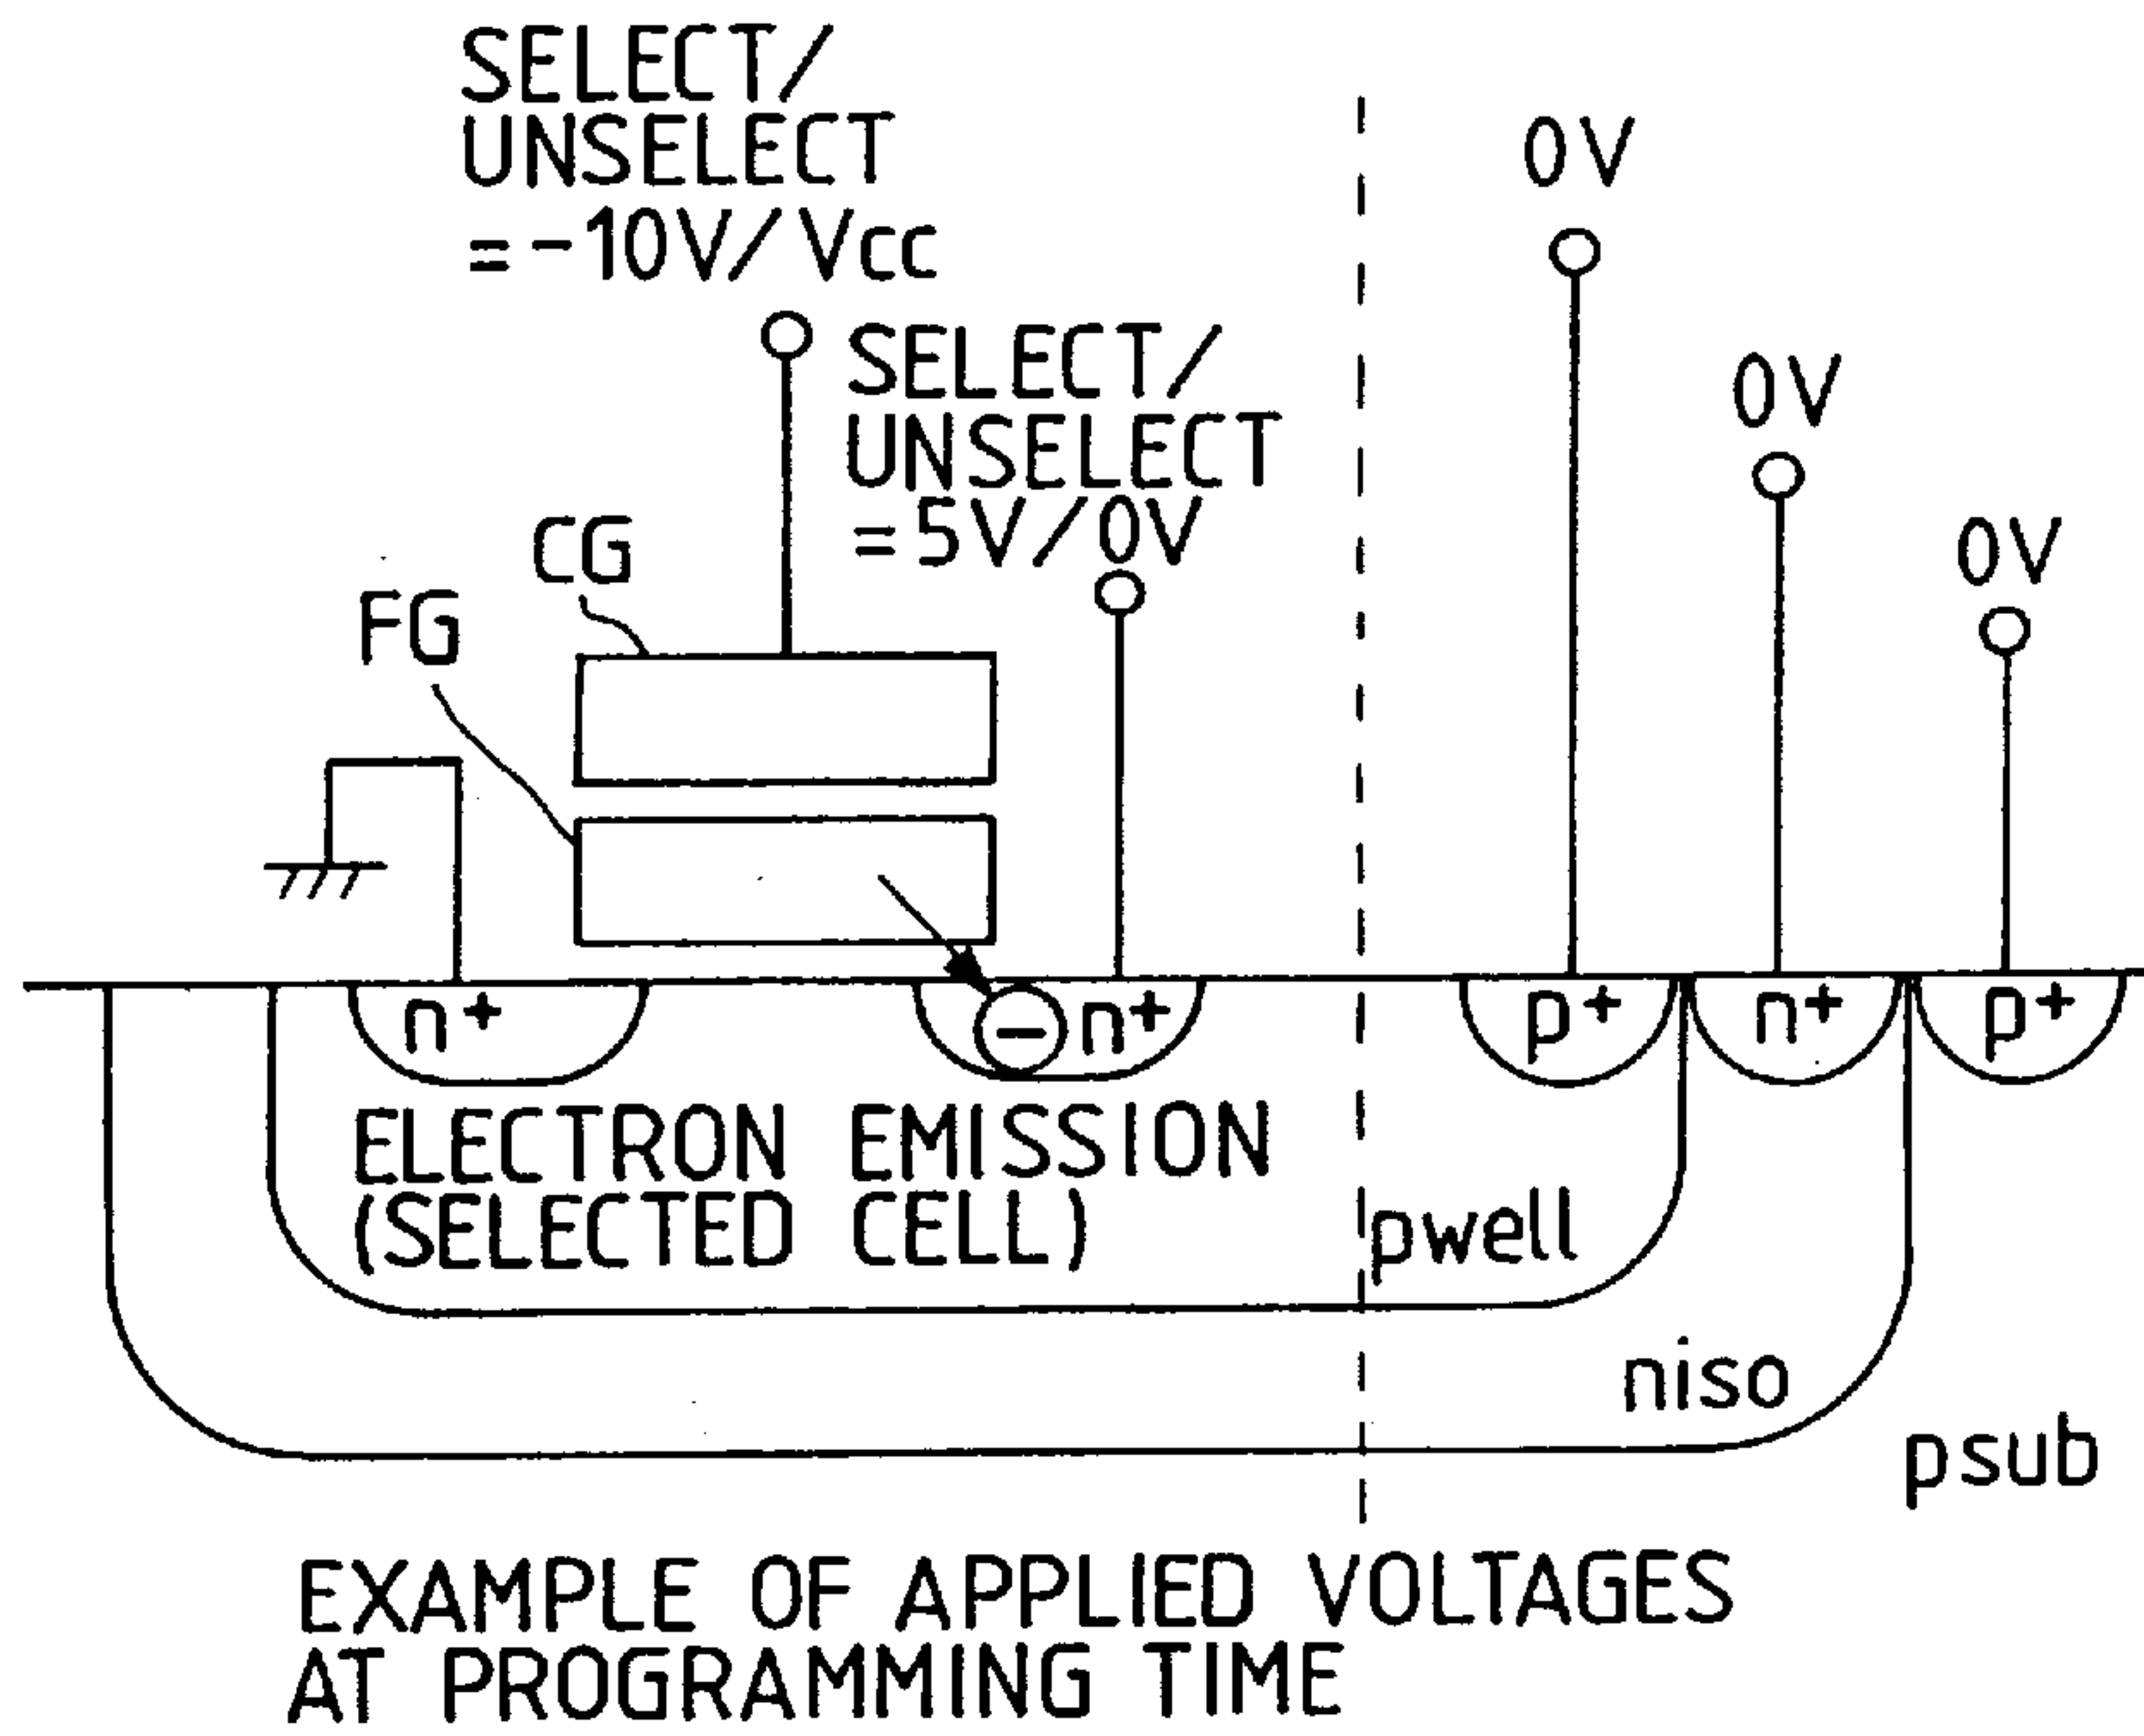 SELECT/
UNSELECT
=-10V/Vcc
SELECT/
UNSELECT
=5V/0V
0V
0V
0V
CG
FG
n+
- n+
p+
n+
p+
ELECTRON EMISSION
(SELECTED CELL)
pwell
niso
psub
EXAMPLE OF APPLIED VOLTAGES
AT PROGRAMMING TIME